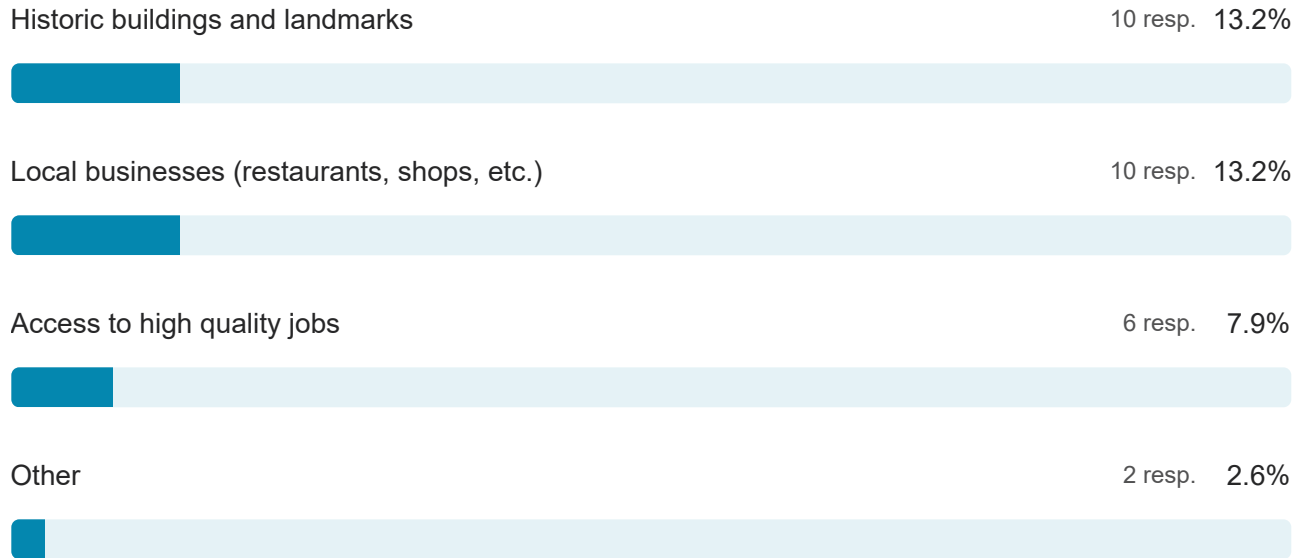 Historic buildings and landmarks 10 resp. 13.2%
Local businesses (restaurants, shops, etc.) 10 resp. 13.2%
Access to high quality jobs 6 resp. 7.9%
Other 2 resp. 2.6%